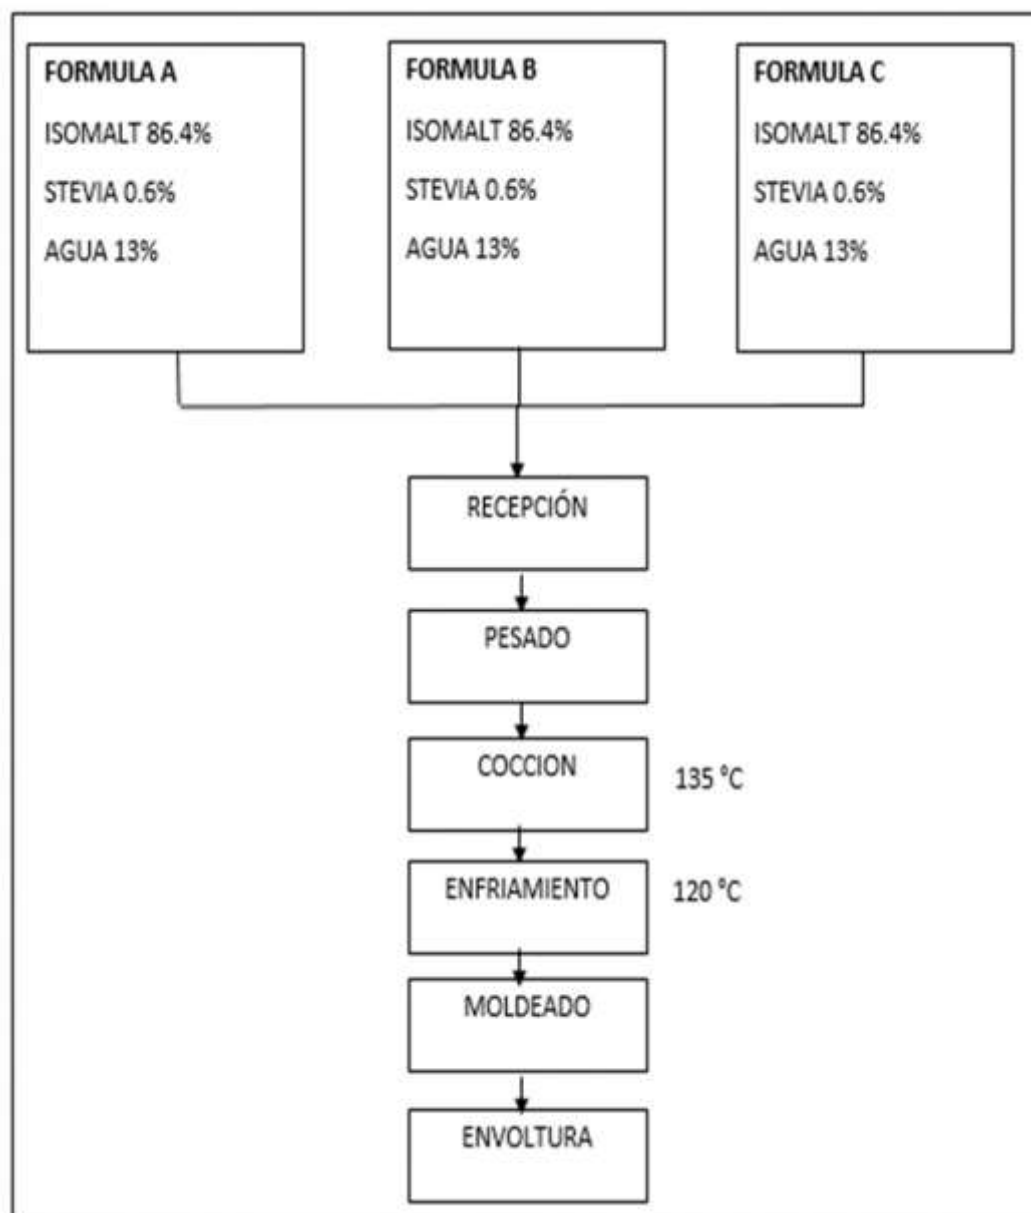 FORMULA A
ISOMALT 86.4%
STEVIA 0.6%
AGUA 13%
FORMULA B
ISOMALT 86.4%
STEVIA 0.6%
AGUA 13%
FORMULA C
ISOMALT 86.4%
STEVIA 0.6%
AGUA 13%
RECEPCIÓN
PESADO
COCCION
135 °C
ENFRIAMIENTO
120 °C
MOLDEADO
ENVOLTURA